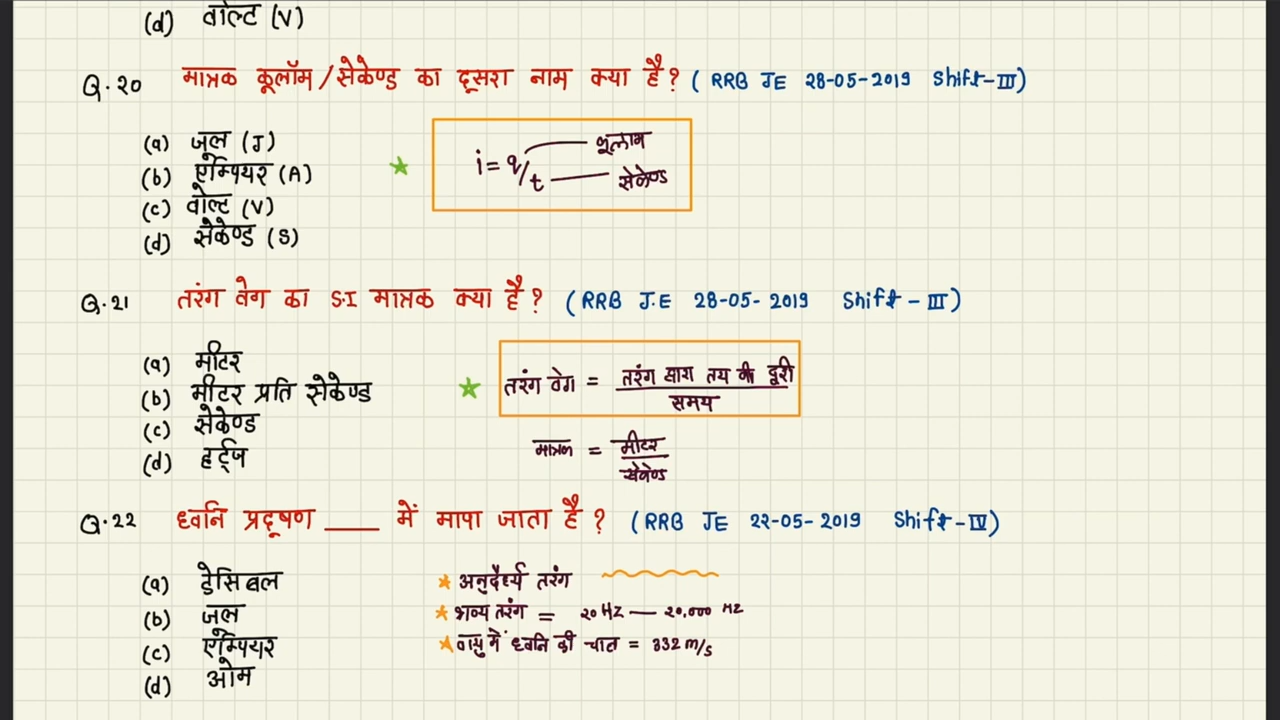 (d) वोल्ट (V)
Q.20 मात्रक कूलॉम/सेकेण्ड का दूसरा नाम क्या है? (RRB JE 28-05-2019 Shift-III)
(a) जूल (J)
(b) एम्पियर (A)
(c) वोल्ट (V)
(d) सेकेण्ड (S)
i = q/t
कूलाम
सेकेण्ड
Q.21 तरंग वेग का S.I मात्रक क्या है? (RRB J.E 28-05-2019 Shift-III)
(a) मीटर
(b) मीटर प्रति सेकेण्ड
(c) सेकेण्ड
(d) हर्ट्ज
तरंग वेग = तरंग द्वारा तय की दूरी
समय
मात्रक = मीटर
सेकेण्ड
Q.22 ध्वनि प्रदूषण ____ में मापा जाता है? (RRB JE 22-05-2019 Shift-IV)
(a) डेसिबल
(b) जूल
(c) एम्पियर
(d) ओम
★ अनुदैर्ध्य तरंग
★ श्रव्य तरंग = 20 HZ — 20,000 HZ
★ वायु में ध्वनि की चाल = 332 m/s